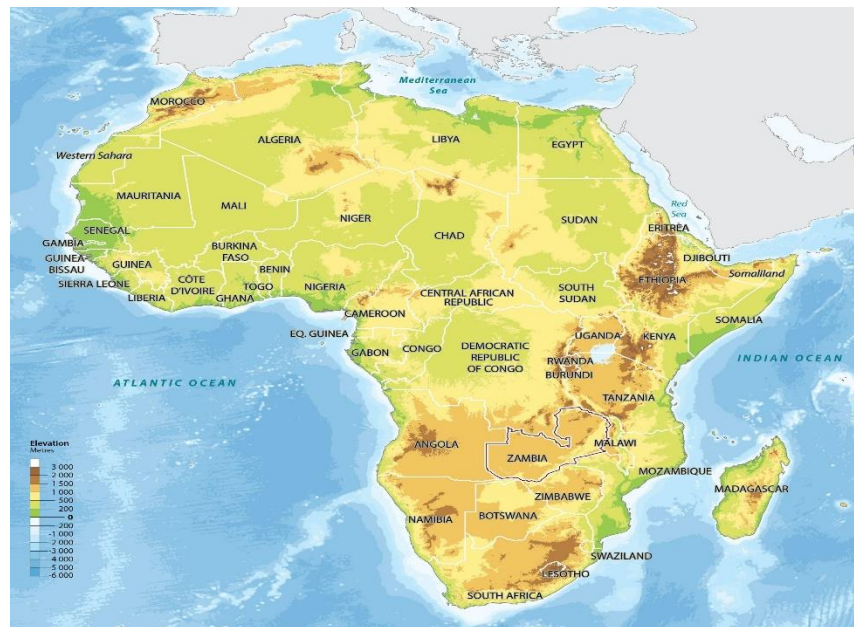 Mediterranean
Sea
MOROCCO
ALGERIA
LIBYA
EGYPT
Western Sahara
MAURITANIA
MALI
NIGER
CHAD
SUDAN
Red
Sea
ERITREA
SENEGAL
GAMBIA
GUINEA
BISSAU
GUINEA
SIERRA LEONE
LIBERIA
CÔTE
D'IVOIRE
BURKINA
FASO
GHANA
TOGO
BENIN
NIGERIA
CAMEROON
CENTRAL AFRICAN
REPUBLIC
SOUTH
SUDAN
ETHIOPIA
DJIBOUTI
Somaliland
SOMALIA
EQ. GUINEA
GABON
CONGO
DEMOCRATIC
REPUBLIC
OF CONGO
UGANDA
KENYA
RWANDA
BURUNDI
TANZANIA
INDIAN OCEAN
ATLANTIC OCEAN
ANGOLA
ZAMBIA
MALAWI
MOZAMBIQUE
MADAGASCAR
ZIMBABWE
NAMIBIA
BOTSWANA
SWAZILAND
LESOTHO
SOUTH AFRICA
Elevation
Metres
3 000
2 000
1 500
1 000
500
200
0
200
1 000
2 000
3 000
4 000
5 000
6 000